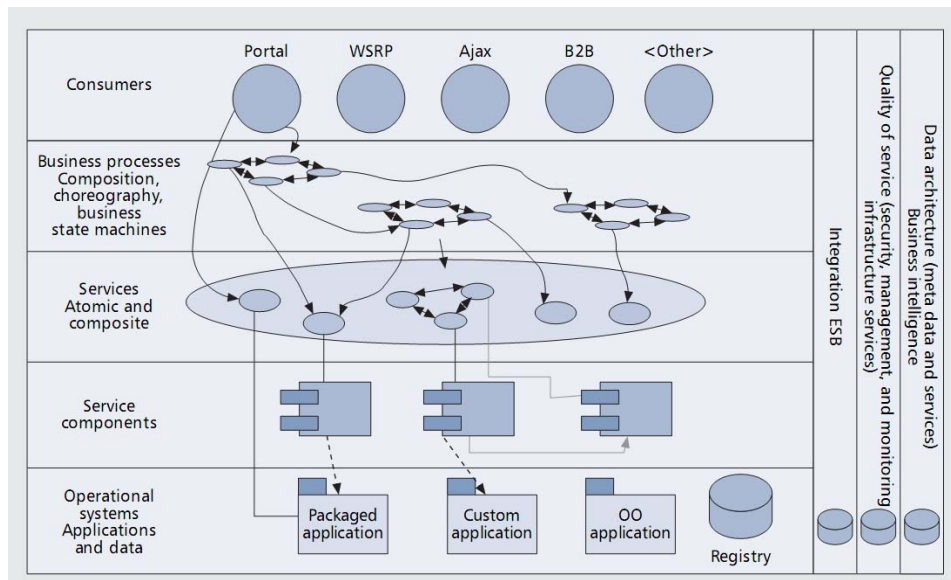 Portal
WSRP
Ajax
B2B
<Other>
Consumers
Business processes
Composition,
choreography,
business
state machines
Services
Atomic and
composite
Service
components
Operational
systems
Applications
and data
Packaged
application
Custom
application
OO
application
Registry
Integration ESB
Quality of service (security, management, and monitoring
infrastructure services)
Data architecture (meta data and services)
Business intelligence